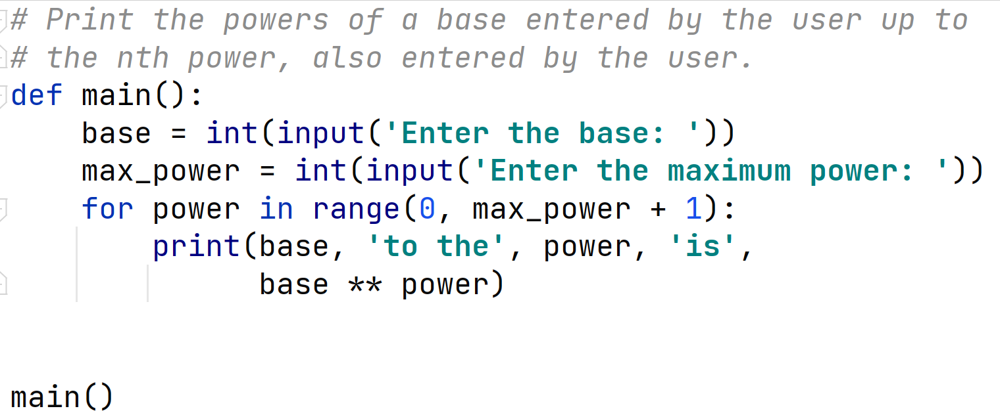 # Print the powers of a base entered by the user up to
# the nth power, also entered by the user.
def main():
    base = int(input('Enter the base: '))
    max_power = int(input('Enter the maximum power: '))
    for power in range(0, max_power + 1):
        print(base, 'to the', power, 'is',
              base ** power)
main()